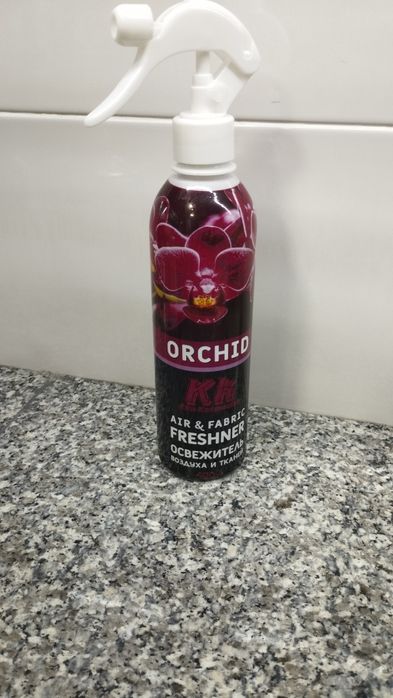 ORCHID
KK
AIR & FABRIC
FRESHNER
ОСВЕЖИТЕЛЬ
ВОЗДУХА И ТКАНЕЙ